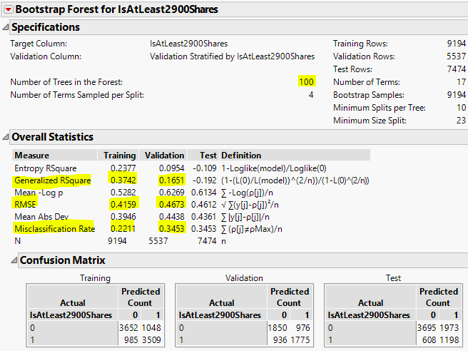 Bootstrap Forest for IsAtLeast2900Shares
Specifications
Target Column: IsAtLeast2900Shares Training Rows: 9194
Validation Column: Validation Stratified by IsAtLeast2900Shares Validation Rows: 5537
Test Rows: 7474
Number of Trees in the Forest: 100 Number of Terms: 17
Number of Terms Sampled per Split: 4 Bootstrap Samples: 9194
Minimum Splits per Tree: 10
Minimum Size Split: 23
Overall Statistics
Measure Training Validation Test Definition
Entropy RSquare 0.2377 0.0954 -0.109 1-Loglike(model)/Loglike(0)
Generalized RSquare 0.3742 0.1651 -0.192 (1-(L(0)/L(model))^(2/n))/(1-L(0)^(2/n))
Mean -Log p 0.5282 0.6269 0.6134 ∑ -Log(ρ[j])/n
RMSE 0.4159 0.4673 0.4612 √ ∑(y[j]-ρ[j])²/n
Mean Abs Dev 0.3946 0.4438 0.4361 ∑ |y[j]-ρ[j]|/n
Misclassification Rate 0.2211 0.3453 0.3453 ∑ (ρ[j]≠ρMax)/n
N 9194 5537 7474 n
Confusion Matrix
Training Validation Test
Predicted Predicted Predicted
Actual Count Actual Count Actual Count
IsAtLeast2900Shares 0 1 IsAtLeast2900Shares 0 1 IsAtLeast2900Shares 0 1
0 3652 1048 0 1850 976 0 3695 1973
1 985 3509 1 936 1775 1 608 1198